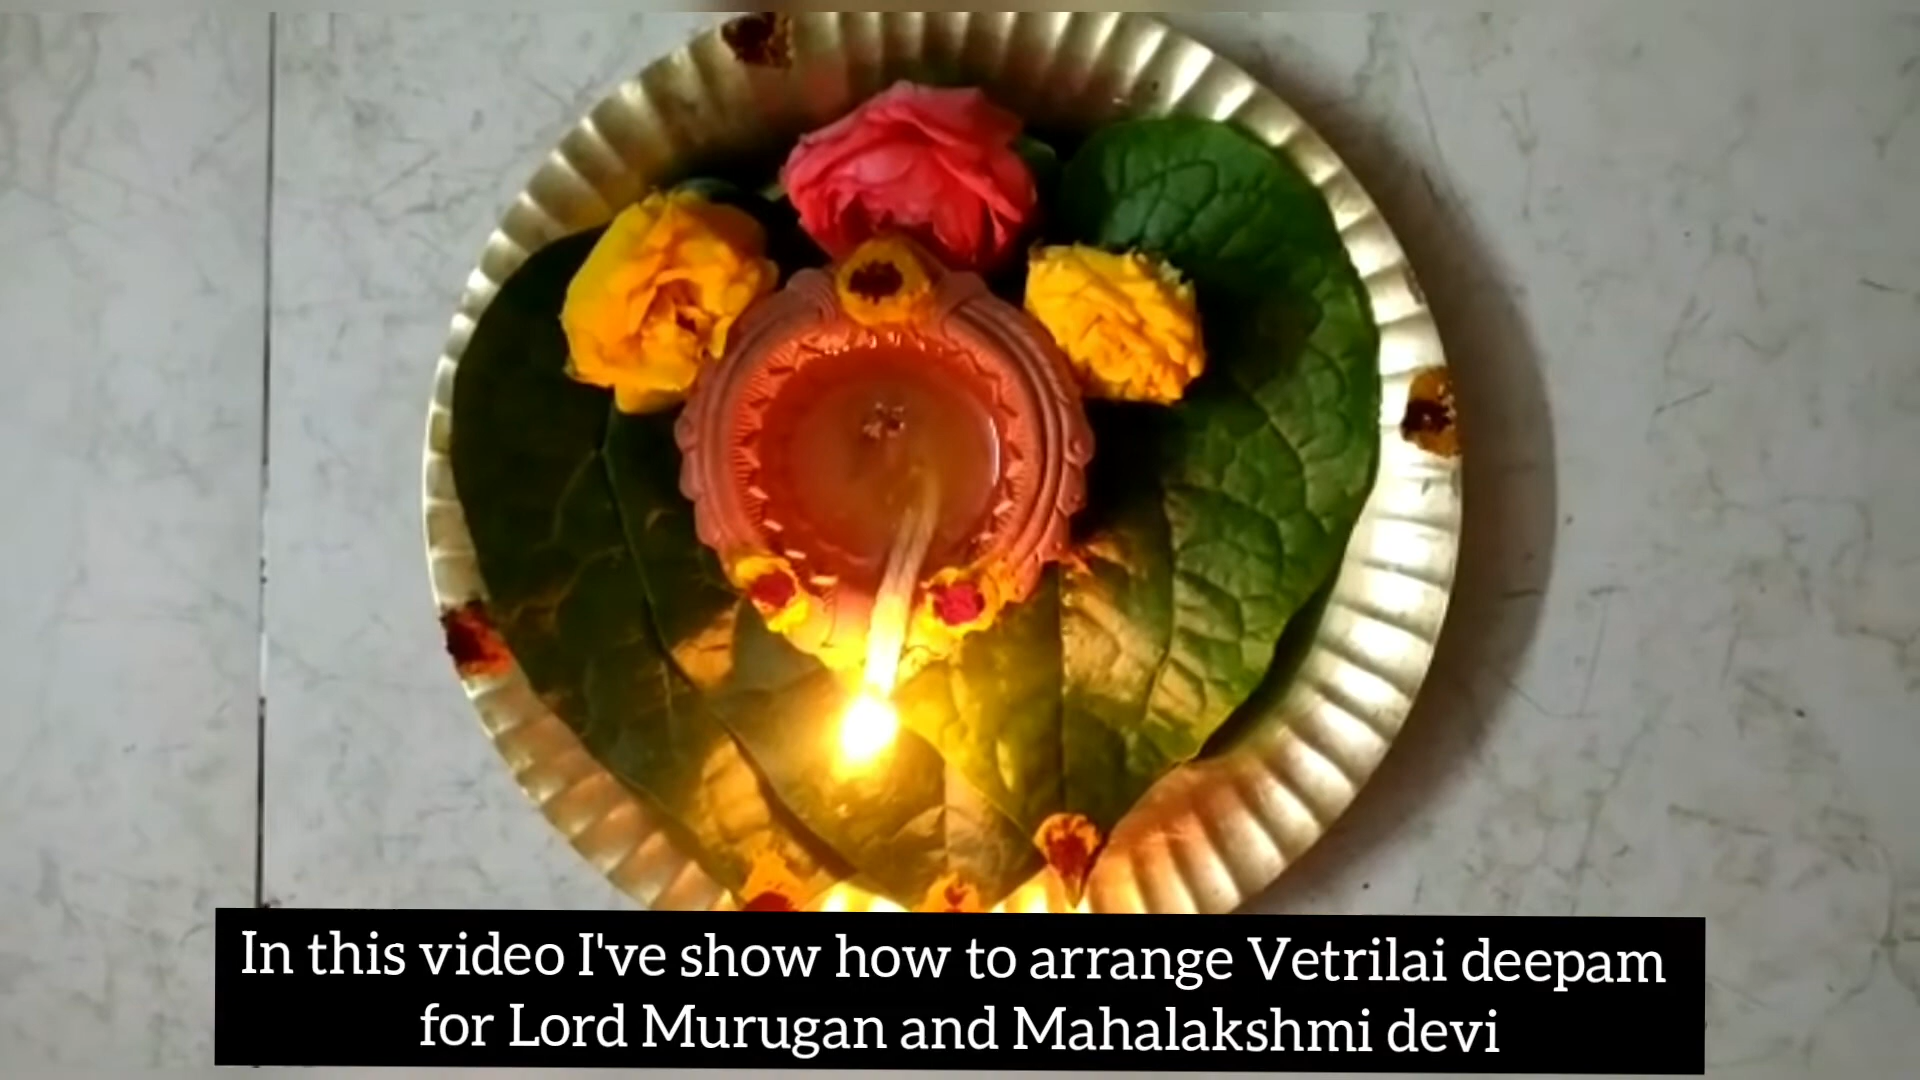 In this video I've show how to arrange Vetrilai deepam
for Lord Murugan and Mahalakshmi devi